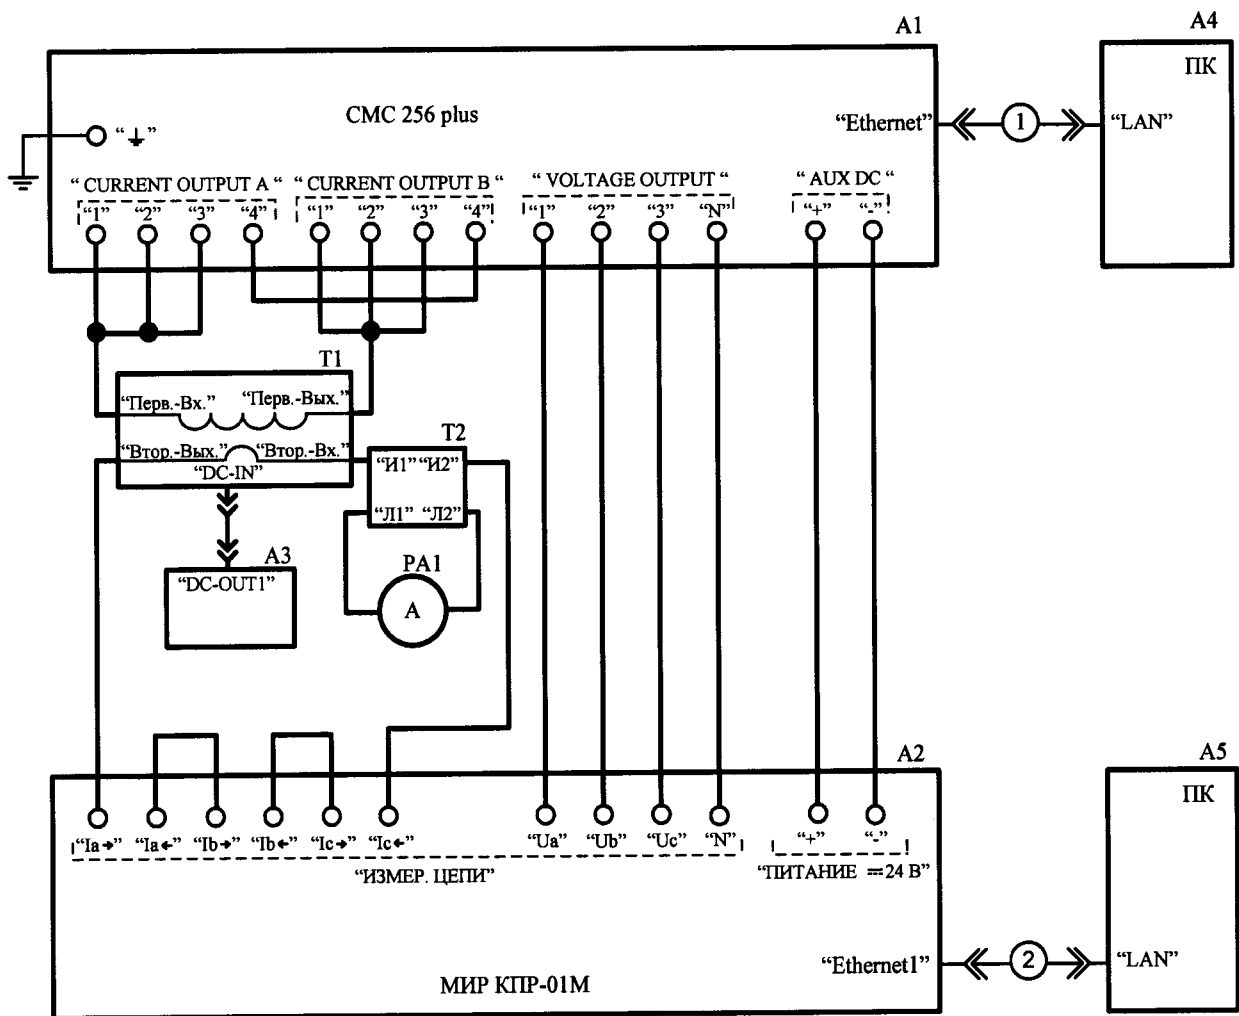 A1
A4
ПК
CMC 256 plus
“Ethernet”
1
“LAN”
“⏚”
“ CURRENT OUTPUT A “
“ CURRENT OUTPUT B “
“ VOLTAGE OUTPUT “
“ AUX DC “
“1” “2” “3” “4”
“1” “2” “3” “4”
“1” “2” “3” “N”
“+” “-”
T1
“Перв.-Вх.” “Перв.-Вых.”
“Втор.-Вых.” “Втор.-Вх.”
“DC-IN”
T2
“И1” “И2”
“Л1” “Л2”
A3
“DC-OUT1”
PA1
A
A2
A5
ПК
“Ia→” “Ia←” “Ib→” “Ib←” “Ic→” “Ic←”
“Ua” “Ub” “Uc” “N”
“+” “-”
“ИЗМЕР. ЦЕПИ”
“ПИТАНИЕ =24 В”
“Ethernet1”
2
“LAN”
МИР КПР-01М